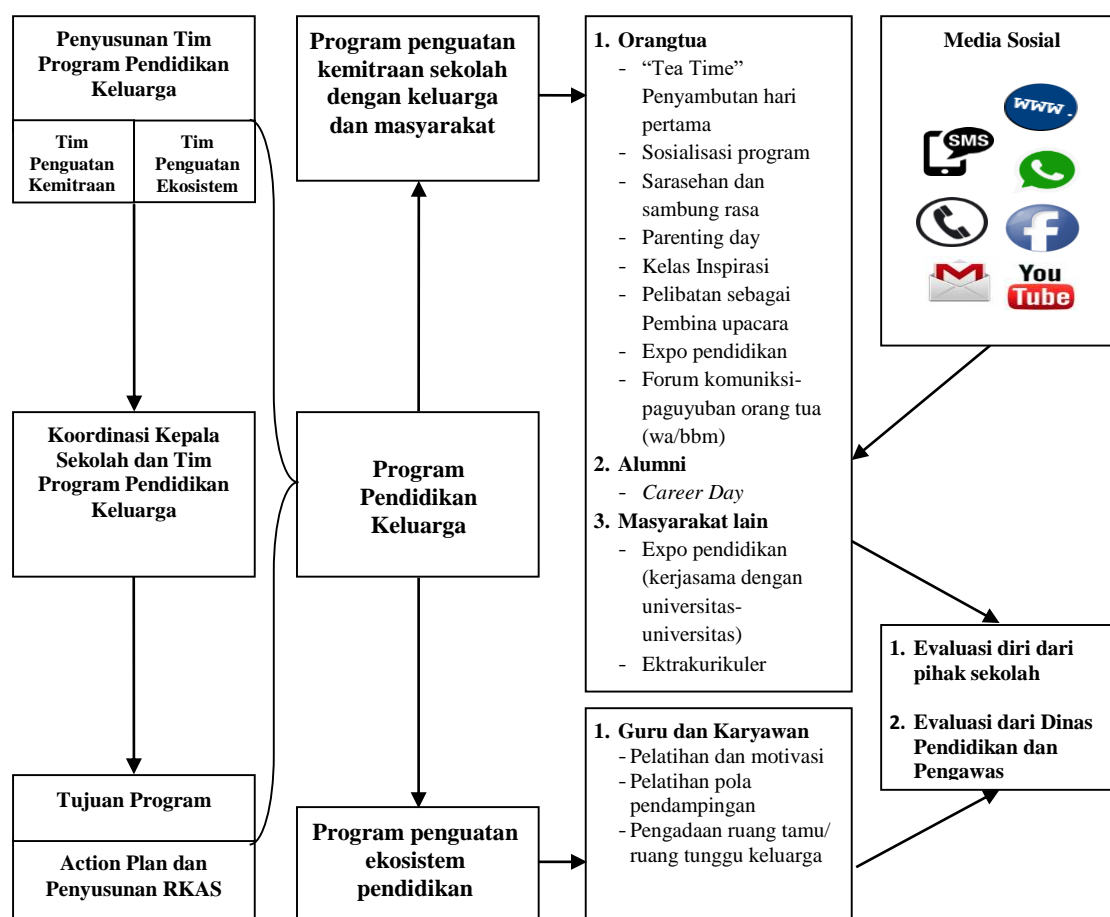 Penyusunan Tim
Program Pendidikan
Keluarga
Tim
Penguatan
Kemitraan
Tim
Penguatan
Ekosistem
Koordinasi Kepala
Sekolah dan Tim
Program Pendidikan
Keluarga
Tujuan Program
Action Plan dan
Penyusunan RKAS
Program penguatan
kemitraan sekolah
dengan keluarga
dan masyarakat
Program
Pendidikan
Keluarga
Program penguatan
ekosistem
pendidikan
1. Orangtua
- “Tea Time”
Penyambutan hari
pertama
- Sosialisasi program
- Sarasehan dan
sambung rasa
- Parenting day
- Kelas Inspirasi
- Pelibatan sebagai
Pembina upacara
- Expo pendidikan
- Forum komuniksi-
paguyuban orang tua
(wa/bbm)
2. Alumni
- Career Day
3. Masyarakat lain
- Expo pendidikan
(kerjasama dengan
universitas-
universitas)
- Ektrakurikuler
1. Guru dan Karyawan
- Pelatihan dan motivasi
- Pelatihan pola
pendampingan
- Pengadaan ruang tamu/
ruang tunggu keluarga
Media Sosial
www.
SMS
f
You
Tube
1. Evaluasi diri dari
pihak sekolah
2. Evaluasi dari Dinas
Pendidikan dan
Pengawas